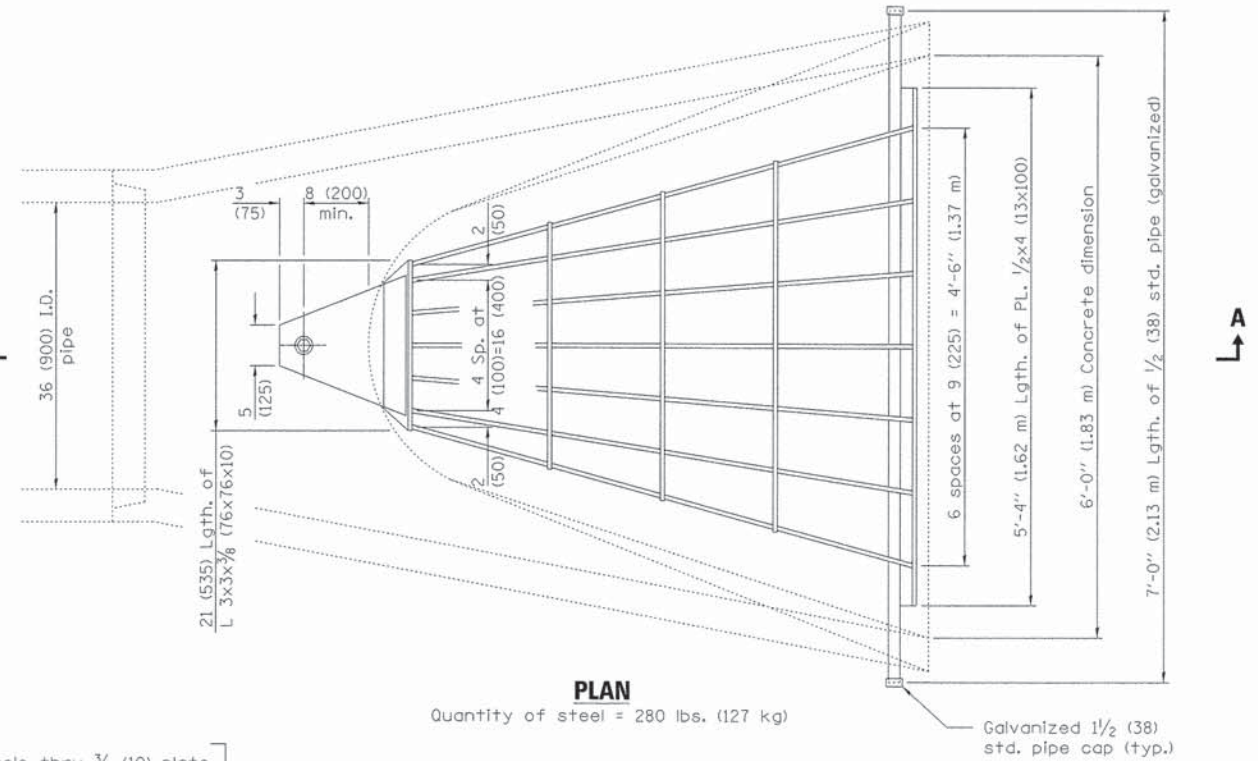 36 (900) I.D.
pipe
3
(75)
8 (200)
min.
5
(125)
21 (535) Lgth. of
L 3x3x3/8 (76x76x10)
2
(50)
4 Sp. at
4 (100)=16 (400)
2
(50)
6 spaces at 9 (225) = 4'-6" (1.37 m)
5'-4" (1.62 m) Lgth. of PL. 1/2x4 (13x100)
6'-0" (1.83 m) Concrete dimension
7'-0" (2.13 m) Lgth. of 1/2 (38) std. pipe (galvanized)
A
PLAN
Quantity of steel = 280 lbs. (127 kg)
Galvanized 1 1/2 (38)
std. pipe cap (typ.)
plate